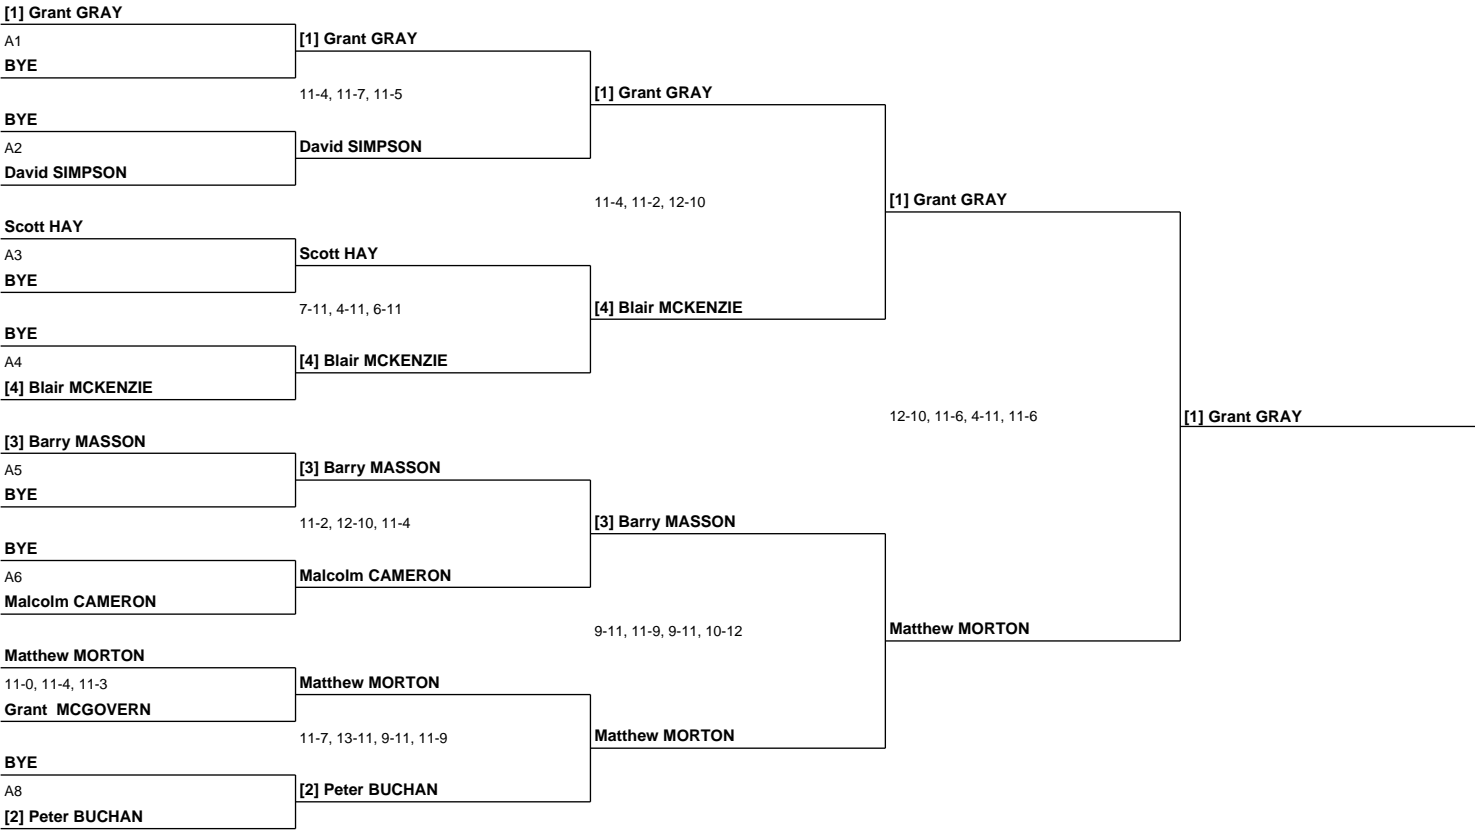 [1] Grant GRAY
A1
BYE
BYE
A2
David SIMPSON
Scott HAY
A3
BYE
BYE
A4
[4] Blair MCKENZIE
[3] Barry MASSON
A5
BYE
BYE
A6
Malcolm CAMERON
Matthew MORTON
11-0, 11-4, 11-3
Grant  MCGOVERN
BYE
A8
[2] Peter BUCHAN
[1] Grant GRAY
11-4, 11-7, 11-5
David SIMPSON
Scott HAY
7-11, 4-11, 6-11
[4] Blair MCKENZIE
[3] Barry MASSON
11-2, 12-10, 11-4
Malcolm CAMERON
Matthew MORTON
11-7, 13-11, 9-11, 11-9
[2] Peter BUCHAN
[1] Grant GRAY
11-4, 11-2, 12-10
[4] Blair MCKENZIE
[3] Barry MASSON
9-11, 11-9, 9-11, 10-12
Matthew MORTON
[1] Grant GRAY
12-10, 11-6, 4-11, 11-6
Matthew MORTON
[1] Grant GRAY